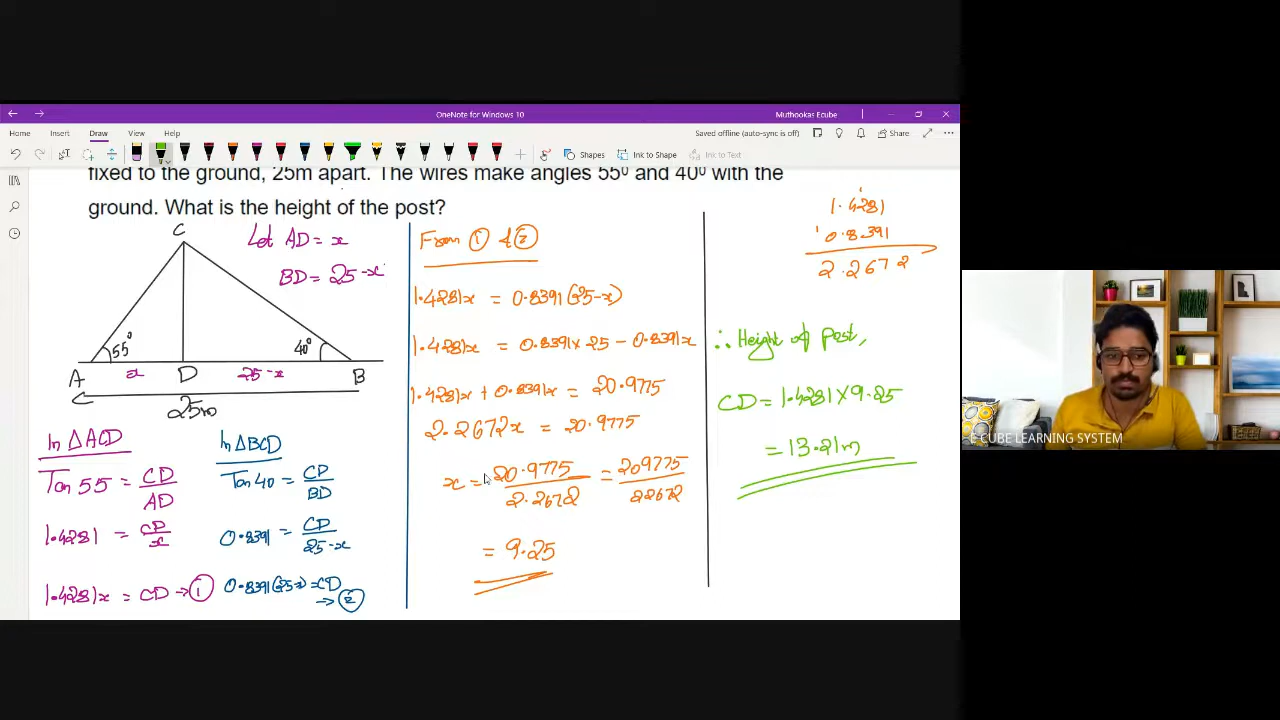 OneNote for Windows 10
Muthookas Ecube
Home Insert Draw View Help
Saved offline (auto-sync is off)
Share
Shapes
Ink to Shape
Ink to Text
fixed to the ground, 25m apart. The wires make angles 55⁰ and 40⁰ with the
ground. What is the height of the post?
C
Let AD = x
BD = 25-x
55°
40°
A x D 25-x B
25m
In ΔACD
Tan 55 = CD/AD
1.4281 = CD/x
1.4281x = CD → ①
In ΔBCD
Tan 40 = CD/BD
0.8391 = CD/25-x
0.8391(25-x) = CD
→ ②
From ① & ②
1.4281x = 0.8391(25-x)
1.4281x = 0.8391x25 - 0.8391x
1.4281x + 0.8391x = 20.9775
2.2672x = 20.9775
x = 20.9775/2.2672 = 209775/22672
= 9.25
1.4281
0.8391
2.2672
∴ Height of Post,
CD = 1.4281 x 9.25
= 13.21m
E CUBE LEARNING SYSTEM